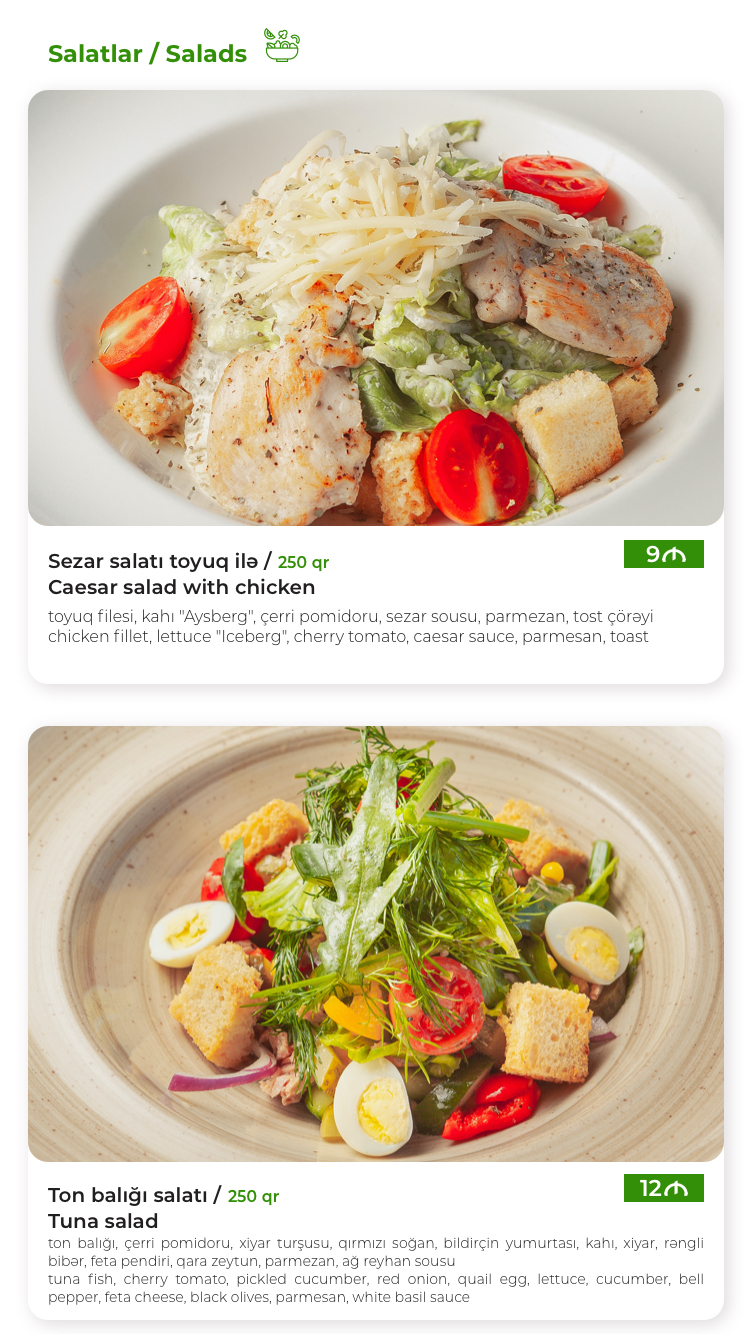 Salatlar / Salads
Sezar salatı toyuq ilə / 250 qr
9₼
Caesar salad with chicken
toyuq filesi, kahı "Aysberg", çerri pomidoru, sezar sousu, parmezan, tost çörəyi
chicken fillet, lettuce "Iceberg", cherry tomato, caesar sauce, parmesan, toast
Ton balığı salatı / 250 qr
12₼
Tuna salad
ton balığı, çerri pomidoru, xiyar turşusu, qırmızı soğan, bildirçin yumurtası, kahı, xiyar, rəngli
bibər, feta pendiri, qara zeytun, parmezan, ağ reyhan sousu
tuna fish, cherry tomato, pickled cucumber, red onion, quail egg, lettuce, cucumber, bell
pepper, feta cheese, black olives, parmesan, white basil sauce